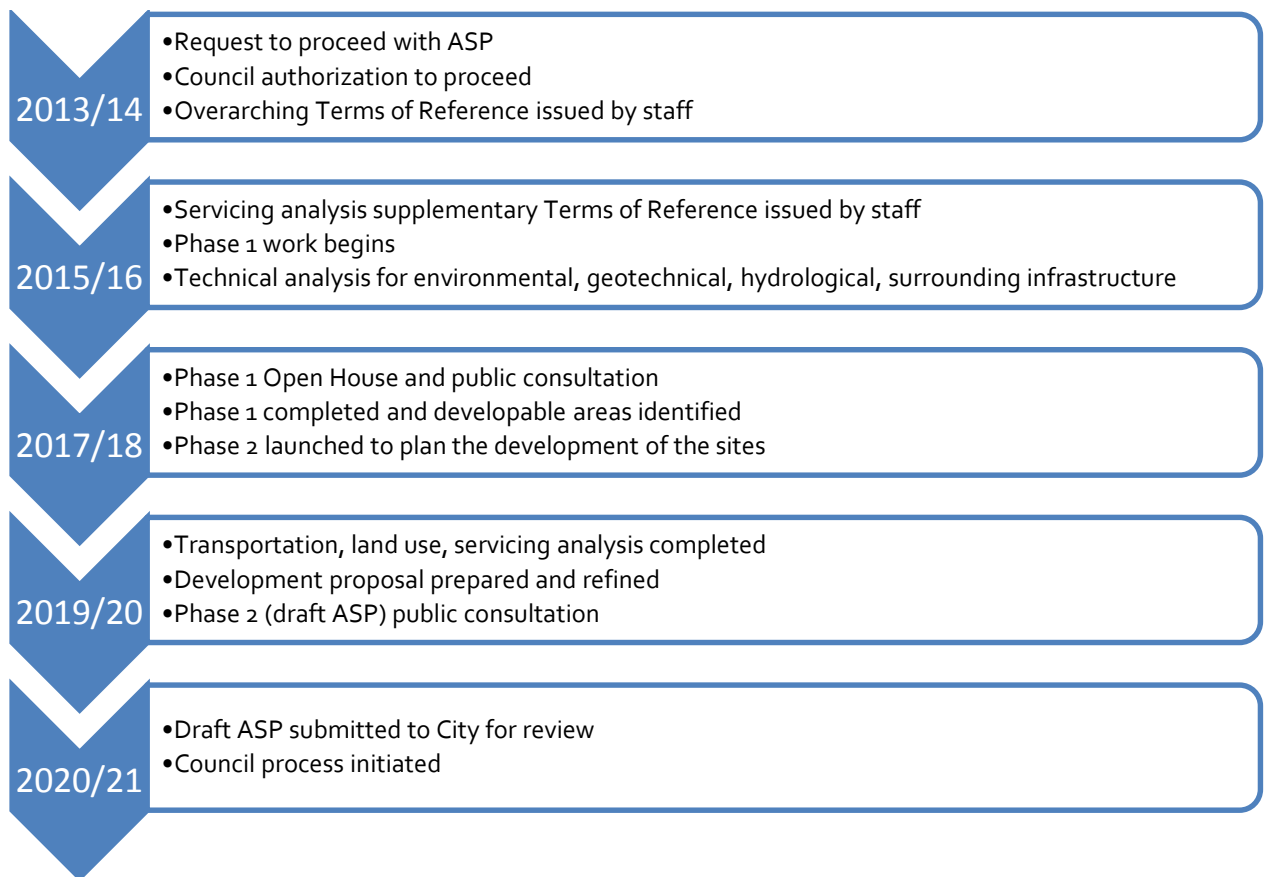 2013/14
•Request to proceed with ASP
•Council authorization to proceed
•Overarching Terms of Reference issued by staff
2015/16
•Servicing analysis supplementary Terms of Reference issued by staff
•Phase 1 work begins
•Technical analysis for environmental, geotechnical, hydrological, surrounding infrastructure
2017/18
•Phase 1 Open House and public consultation
•Phase 1 completed and developable areas identified
•Phase 2 launched to plan the development of the sites
2019/20
•Transportation, land use, servicing analysis completed
•Development proposal prepared and refined
•Phase 2 (draft ASP) public consultation
2020/21
•Draft ASP submitted to City for review
•Council process initiated